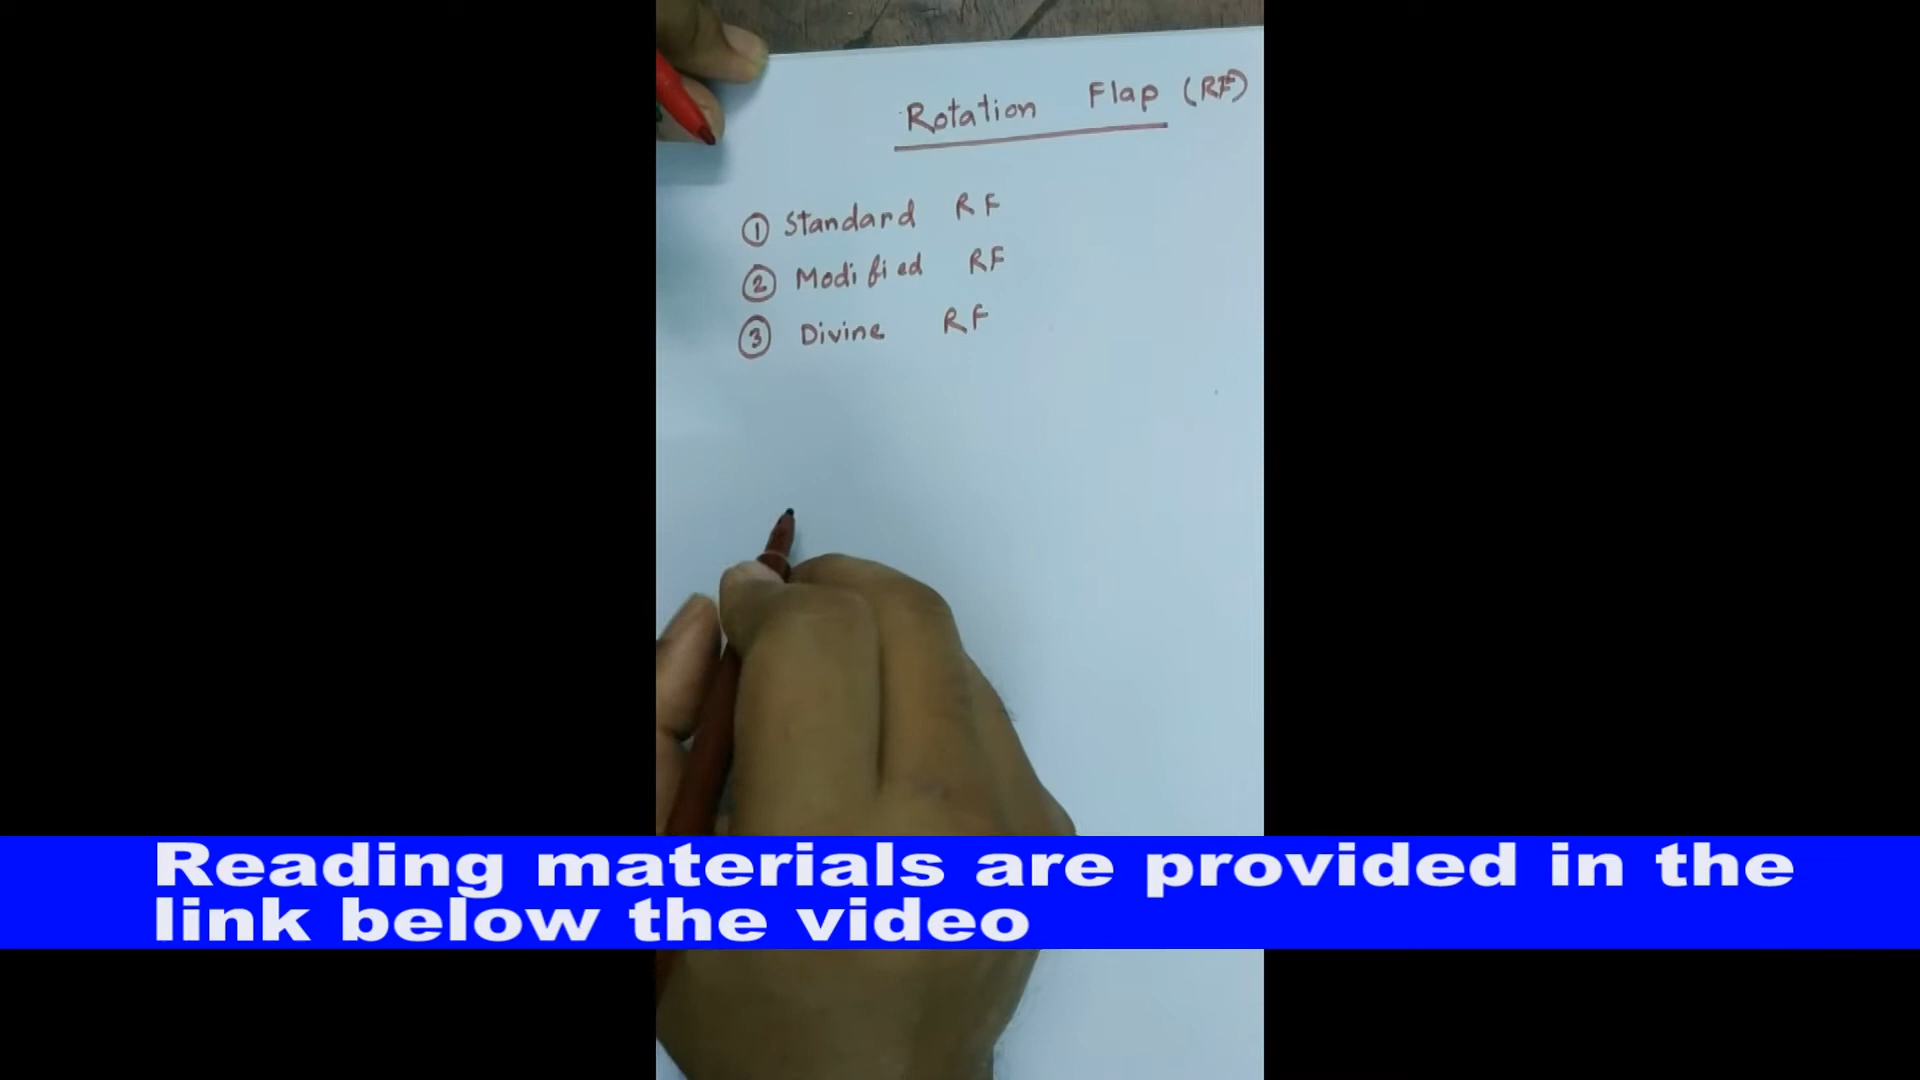 Rotation Flap (RF)
① Standard RF
② Modified RF
③ Divine RF
Reading materials are provided in the
link below the video